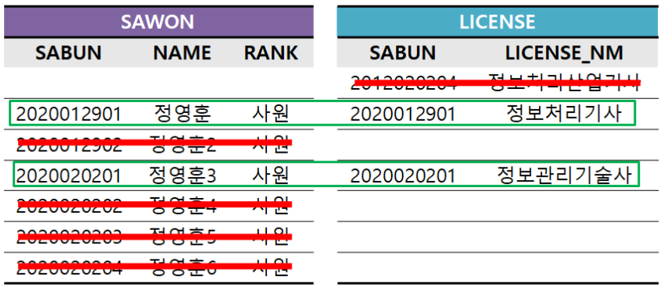 SAWON LICENSE
SABUN NAME RANK SABUN LICENSE_NM
2012020204 정보처리산업기사
2020012901 정영훈 사원 2020012901 정보처리기사
2020012902 정영훈2 사원
2020020201 정영훈3 사원 2020020201 정보관리기술사
2020020202 정영훈4 사원
2020020203 정영훈5 사원
2020020204 정영훈6 사원